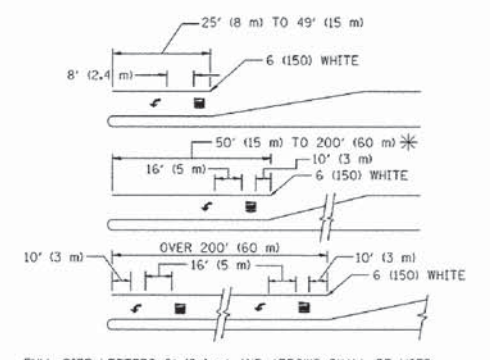 25' (8 m) TO 49' (15 m)
6 (150) WHITE
8' (2.4 m)
50' (15 m) TO 200' (60 m) *
10' (3 m)
16' (5 m)
6 (150) WHITE
OVER 200' (60 m)
10' (3 m)
10' (3 m)
16' (5 m)
6 (150) WHITE